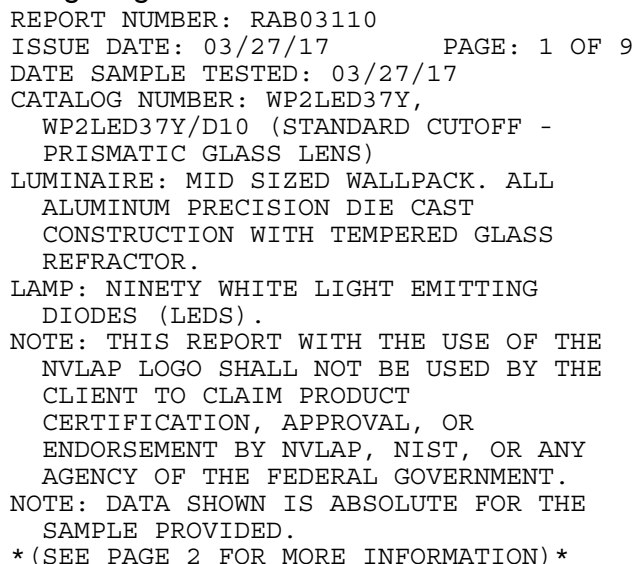 REPORT NUMBER: RAB03110
ISSUE DATE: 03/27/17 PAGE: 1 OF 9
DATE SAMPLE TESTED: 03/27/17
CATALOG NUMBER: WP2LED37Y,
WP2LED37Y/D10 (STANDARD CUTOFF -
PRISMATIC GLASS LENS)
LUMINAIRE: MID SIZED WALLPACK. ALL
ALUMINUM PRECISION DIE CAST
CONSTRUCTION WITH TEMPERED GLASS
REFRACTOR.
LAMP: NINETY WHITE LIGHT EMITTING
DIODES (LEDS).
NOTE: THIS REPORT WITH THE USE OF THE
NVLAP LOGO SHALL NOT BE USED BY THE
CLIENT TO CLAIM PRODUCT
CERTIFICATION, APPROVAL, OR
ENDORSEMENT BY NVLAP, NIST, OR ANY
AGENCY OF THE FEDERAL GOVERNMENT.
NOTE: DATA SHOWN IS ABSOLUTE FOR THE
SAMPLE PROVIDED.
*(SEE PAGE 2 FOR MORE INFORMATION)*